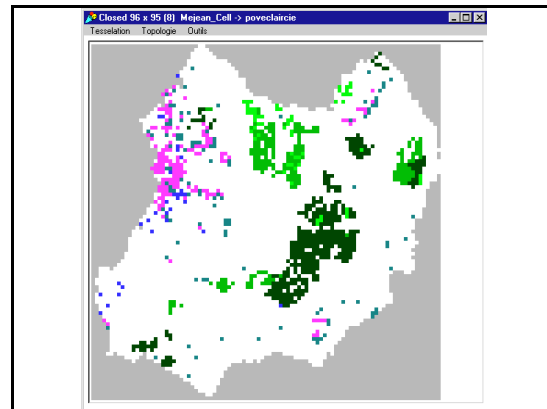 Closed 96 x 95 (8) Mejean_Cell -> poveclaircie
Tesselation Topologie Outils